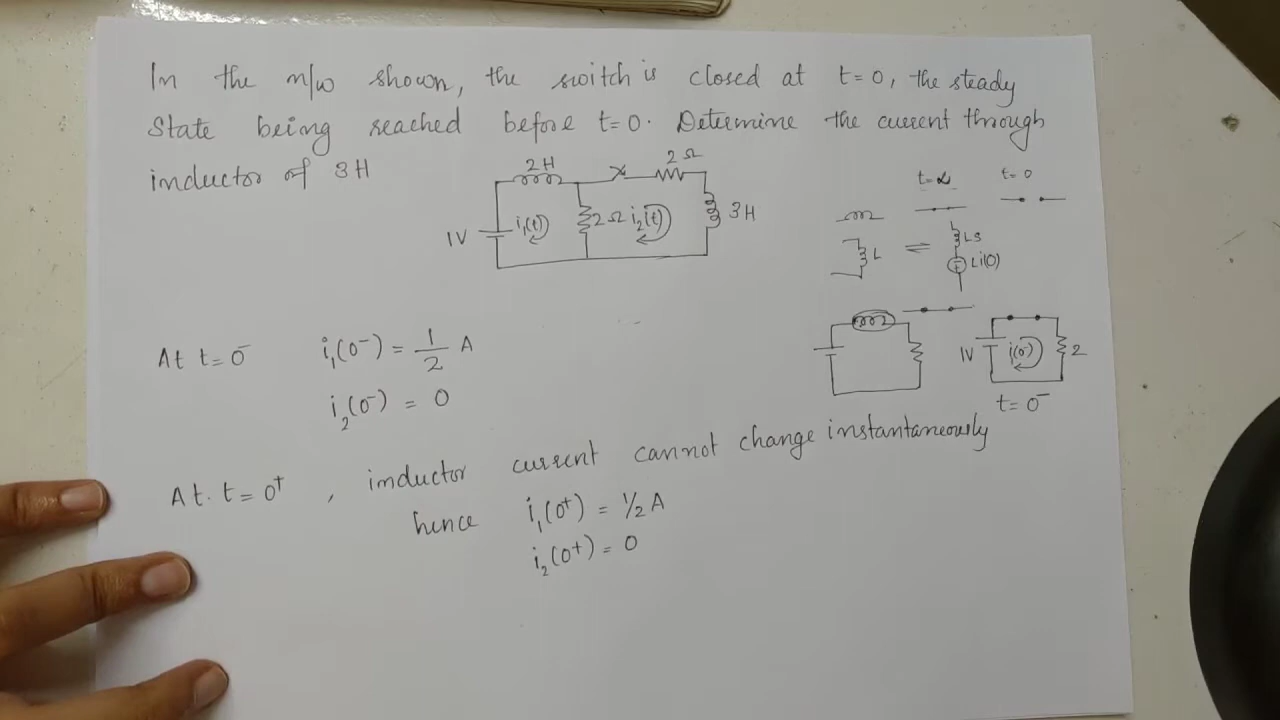 In the n/w shown, the switch is closed at t=0, the steady
State being reached before t=0. Determine the current through
inductor of 3H
2H
2Ω
1V
i₁(t)
2Ω
i₂(t)
3H
t=∝
t=0
L
⇌
LS
Li(0)
1V
i(0⁻)
2
t=0⁻
At t=0⁻ i₁(0⁻) = 1/2 A
i₂(0⁻) = 0
At. t=0⁺, inductor current cannot change instantaneously
hence i₁(0⁺) = ½ A
i₂(0⁺) = 0